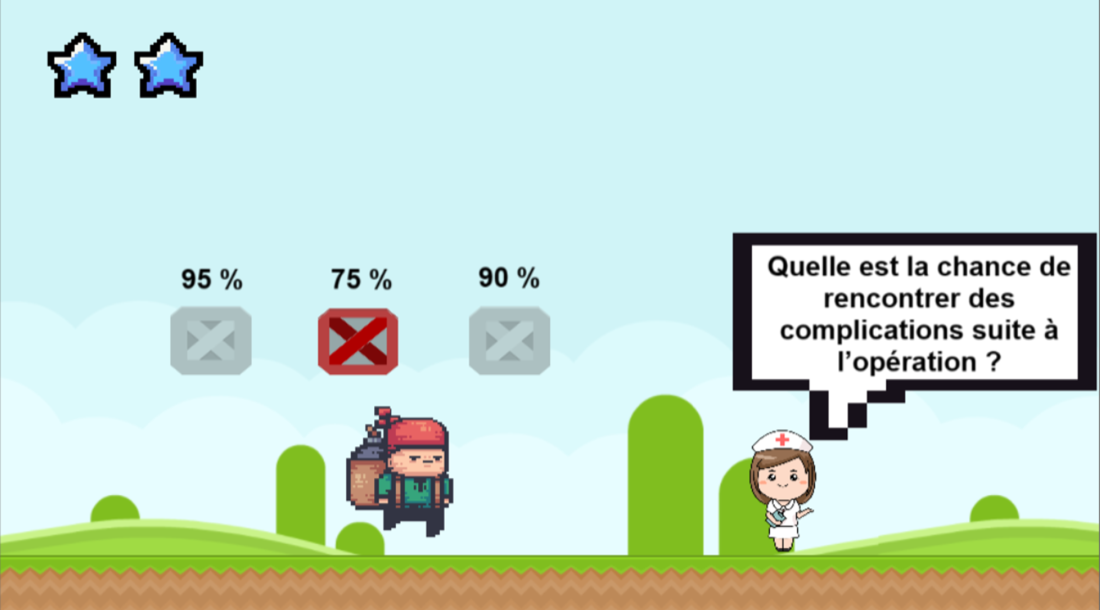 95 %
75 %
90 %
Quelle est la chance de
rencontrer des
complications suite à
l’opération ?